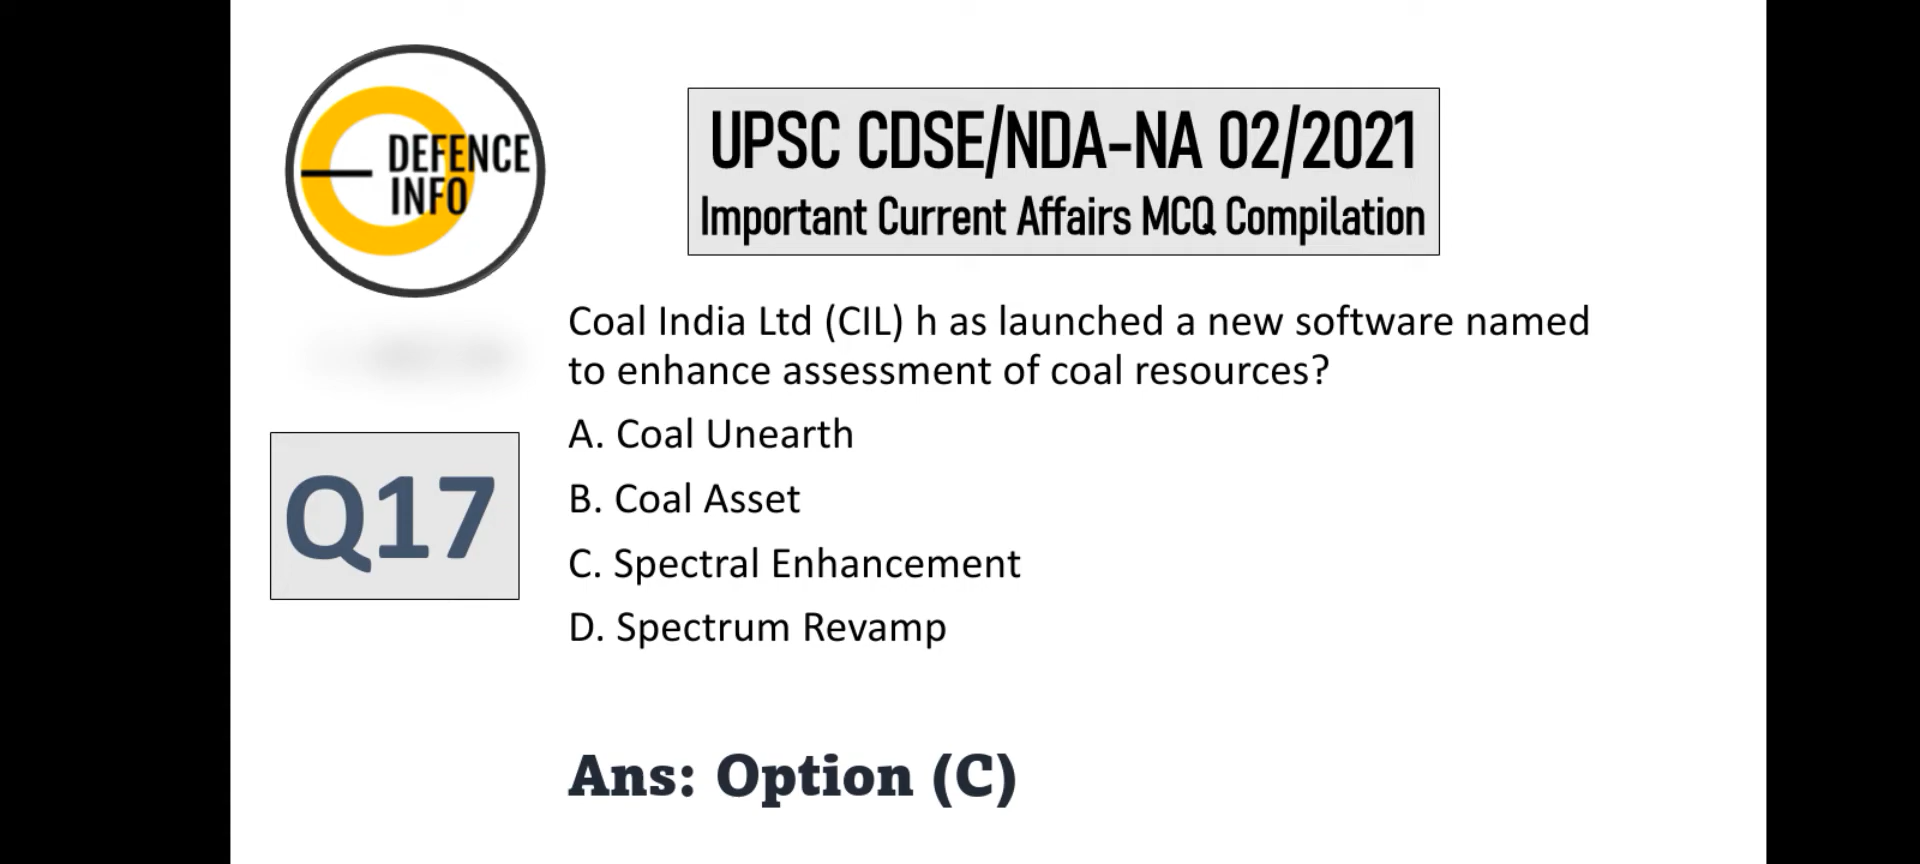 DEFENCE
INFO
UPSC CDSE/NDA-NA 02/2021
Important Current Affairs MCQ Compilation
Coal India Ltd (CIL) h as launched a new software named
to enhance assessment of coal resources?
A. Coal Unearth
B. Coal Asset
C. Spectral Enhancement
D. Spectrum Revamp
Q17
Ans: Option (C)